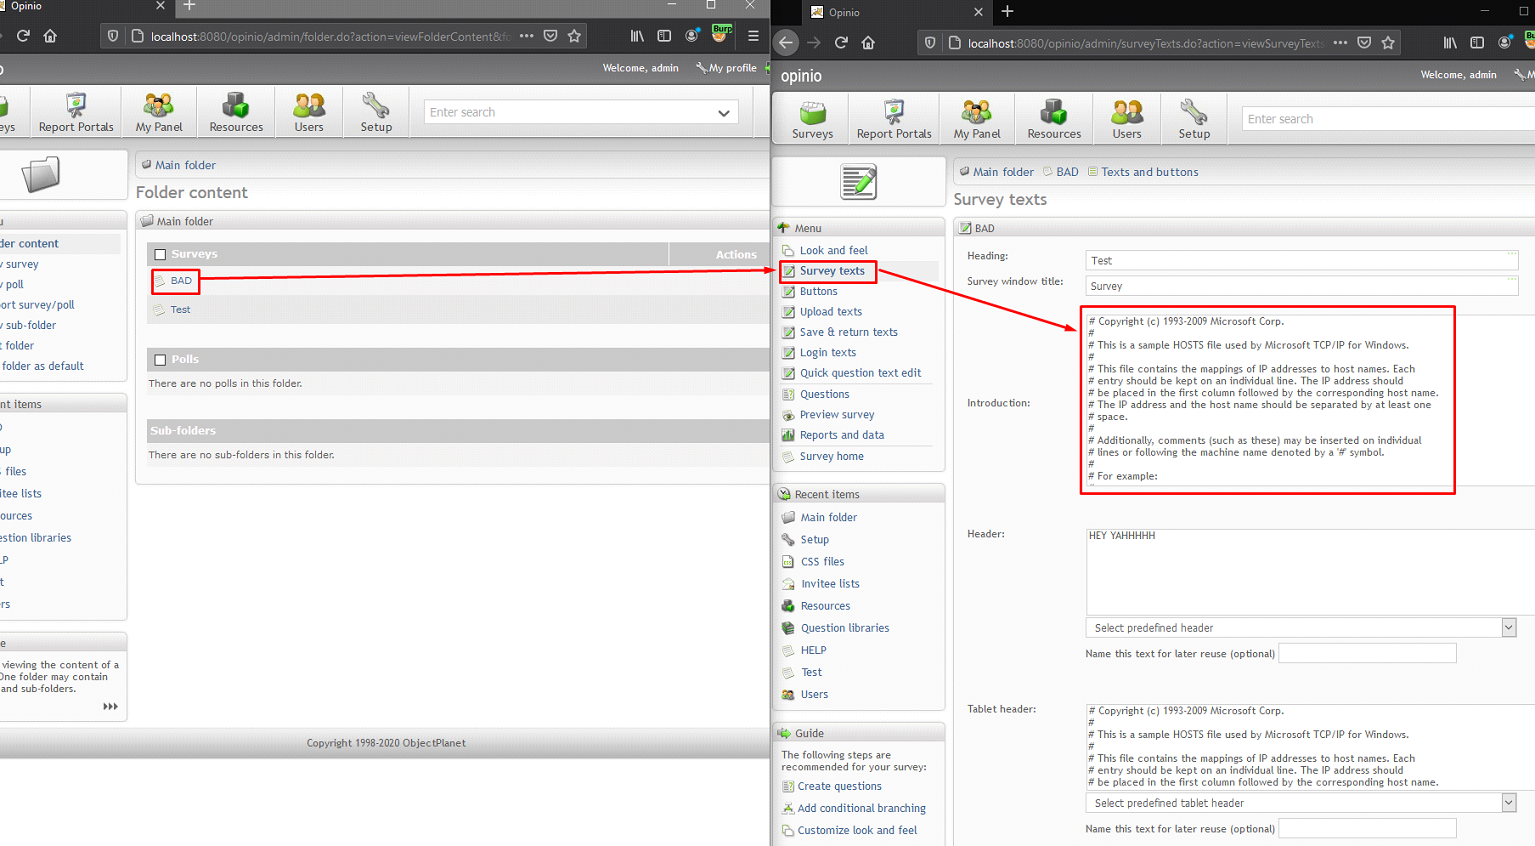 Opinio
localhost:8080/opinio/admin/folder.do?action=viewFolderContent&fo
Burp
Welcome, admin
My profile
Report Portals
My Panel
Resources
Users
Setup
Enter search
Main folder
Folder content
Main folder
Surveys
Actions
BAD
Test
Polls
There are no polls in this folder.
Sub-folders
There are no sub-folders in this folder.
der content
survey
poll
ort survey/poll
sub-folder
folder
folder as default
nt items
up
files
itee lists
ources
estion libraries
LP
t
ers
viewing the content of a
One folder may contain
and sub-folders.
Copyright 1998-2020 ObjectPlanet
Opinio
localhost:8080/opinio/admin/surveyTexts.do?action=viewSurveyTexts
opinio
Welcome, admin
Surveys
Report Portals
My Panel
Resources
Users
Setup
Enter search
Main folder BAD Texts and buttons
Survey texts
Menu
Look and feel
Survey texts
Buttons
Upload texts
Save & return texts
Login texts
Quick question text edit
Questions
Preview survey
Reports and data
Survey home
Recent items
Main folder
Setup
CSS files
Invitee lists
Resources
Question libraries
HELP
Test
Users
Guide
The following steps are
recommended for your survey:
Create questions
Add conditional branching
Customize look and feel
BAD
Heading:
Test
Survey window title:
Survey
Introduction:
# Copyright (c) 1993-2009 Microsoft Corp.
#
# This is a sample HOSTS file used by Microsoft TCP/IP for Windows.
#
# This file contains the mappings of IP addresses to host names. Each
# entry should be kept on an individual line. The IP address should
# be placed in the first column followed by the corresponding host name.
# The IP address and the host name should be separated by at least one
# space.
#
# Additionally, comments (such as these) may be inserted on individual
# lines or following the machine name denoted by a '#' symbol.
#
# For example:
Header:
HEY YAHHHHH
Select predefined header
Name this text for later reuse (optional)
Tablet header:
# Copyright (c) 1993-2009 Microsoft Corp.
#
# This is a sample HOSTS file used by Microsoft TCP/IP for Windows.
#
# This file contains the mappings of IP addresses to host names. Each
# entry should be kept on an individual line. The IP address should
# be placed in the first column followed by the corresponding host name.
Select predefined tablet header
Name this text for later reuse (optional)